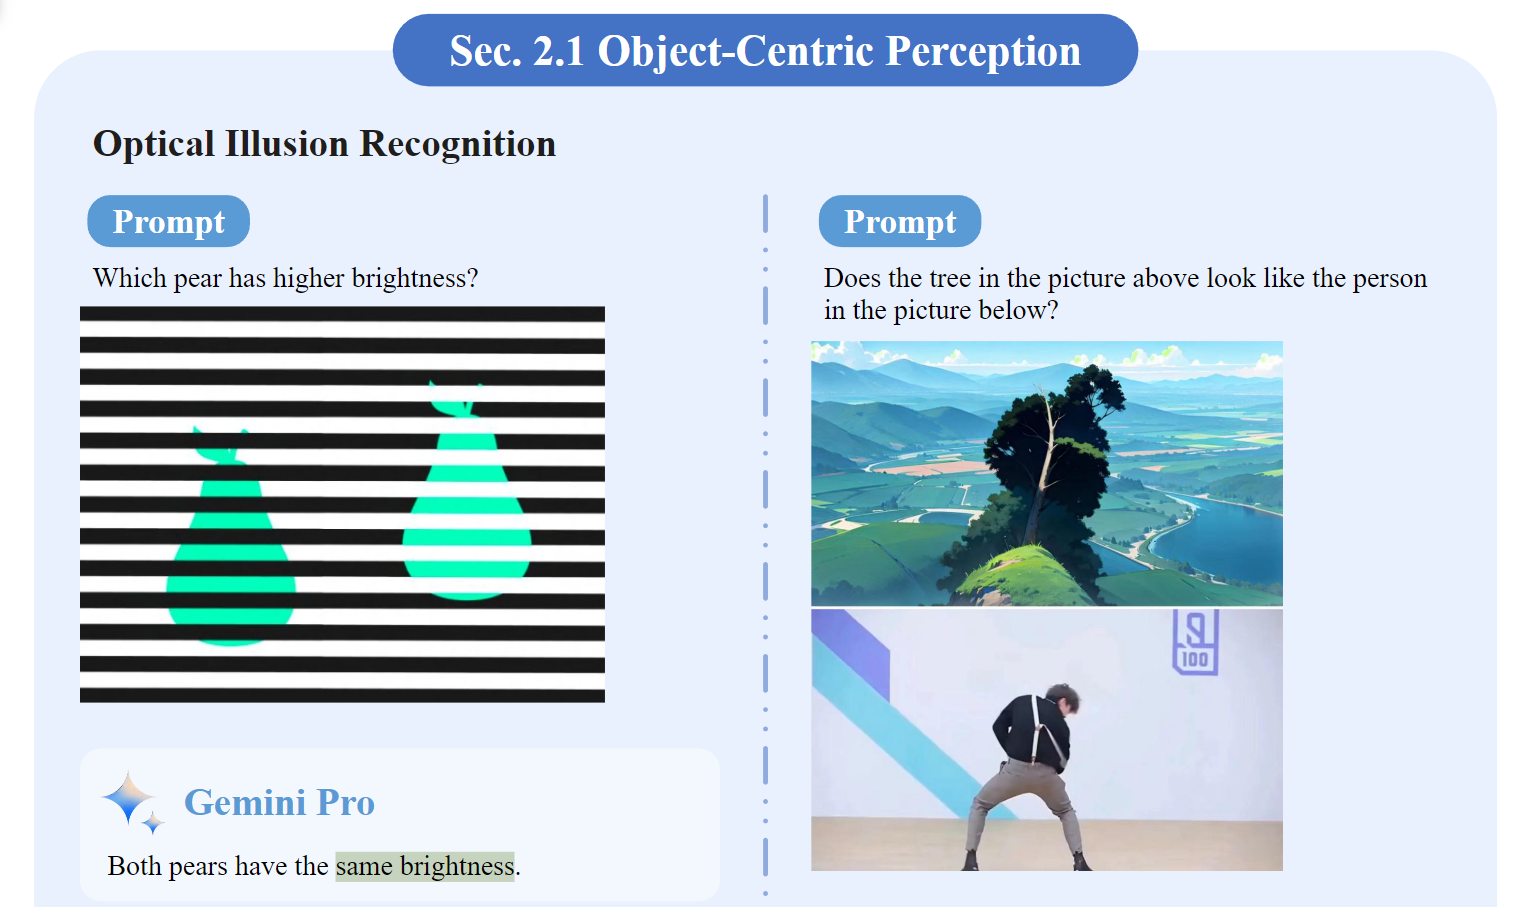 Sec. 2.1 Object-Centric Perception
Optical Illusion Recognition
Prompt
Which pear has higher brightness?
Gemini Pro
Both pears have the same brightness.
Prompt
Does the tree in the picture above look like the person
in the picture below?
100